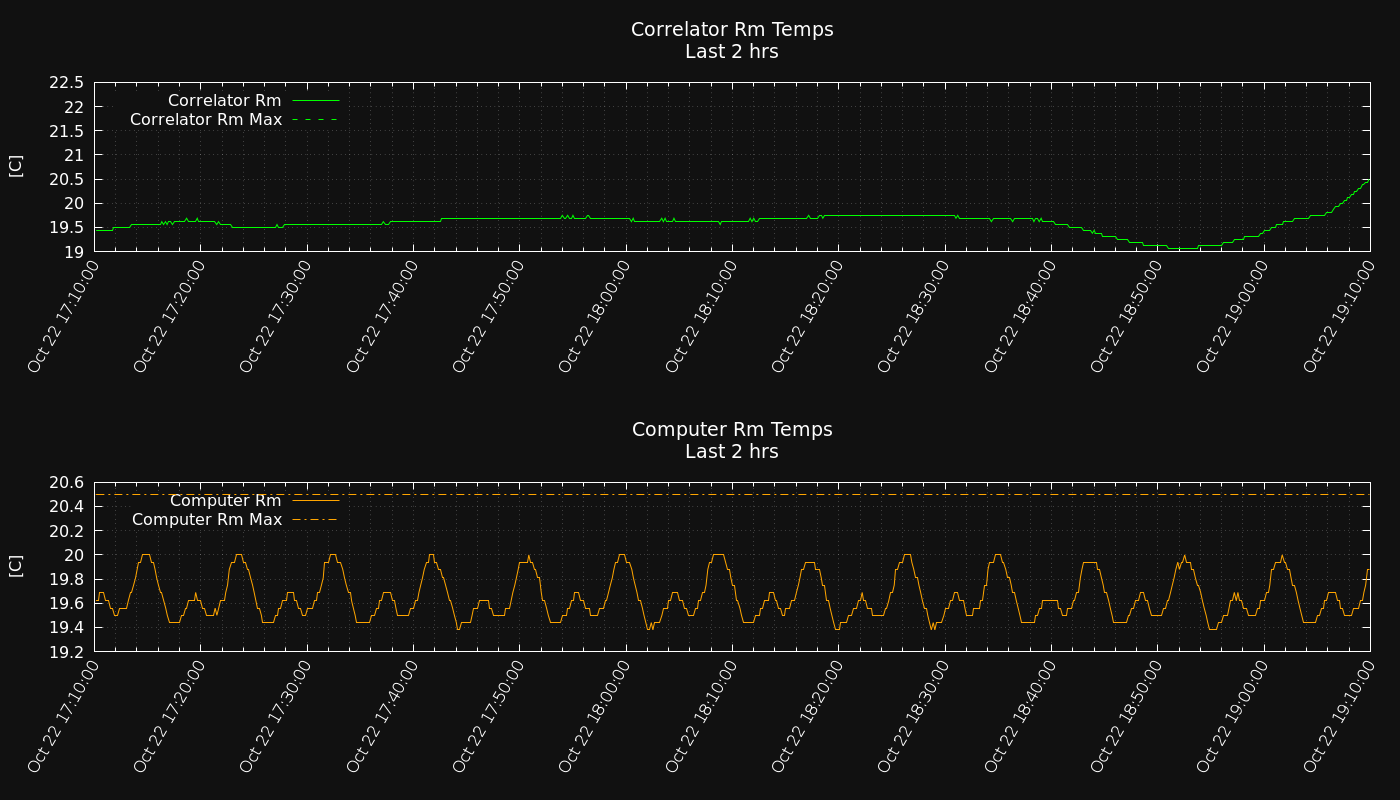 Correlator Rm Temps
Last 2 hrs
22.5
22
21.5
21
20.5
20
19.5
19
[C]
Correlator Rm
Correlator Rm Max
Oct 22 17:10:00
Oct 22 17:20:00
Oct 22 17:30:00
Oct 22 17:40:00
Oct 22 17:50:00
Oct 22 18:00:00
Oct 22 18:10:00
Oct 22 18:20:00
Oct 22 18:30:00
Oct 22 18:40:00
Oct 22 18:50:00
Oct 22 19:00:00
Oct 22 19:10:00
Computer Rm Temps
Last 2 hrs
20.6
20.4
20.2
20
19.8
19.6
19.4
19.2
[C]
Computer Rm
Computer Rm Max
Oct 22 17:10:00
Oct 22 17:20:00
Oct 22 17:30:00
Oct 22 17:40:00
Oct 22 17:50:00
Oct 22 18:00:00
Oct 22 18:10:00
Oct 22 18:20:00
Oct 22 18:30:00
Oct 22 18:40:00
Oct 22 18:50:00
Oct 22 19:00:00
Oct 22 19:10:00